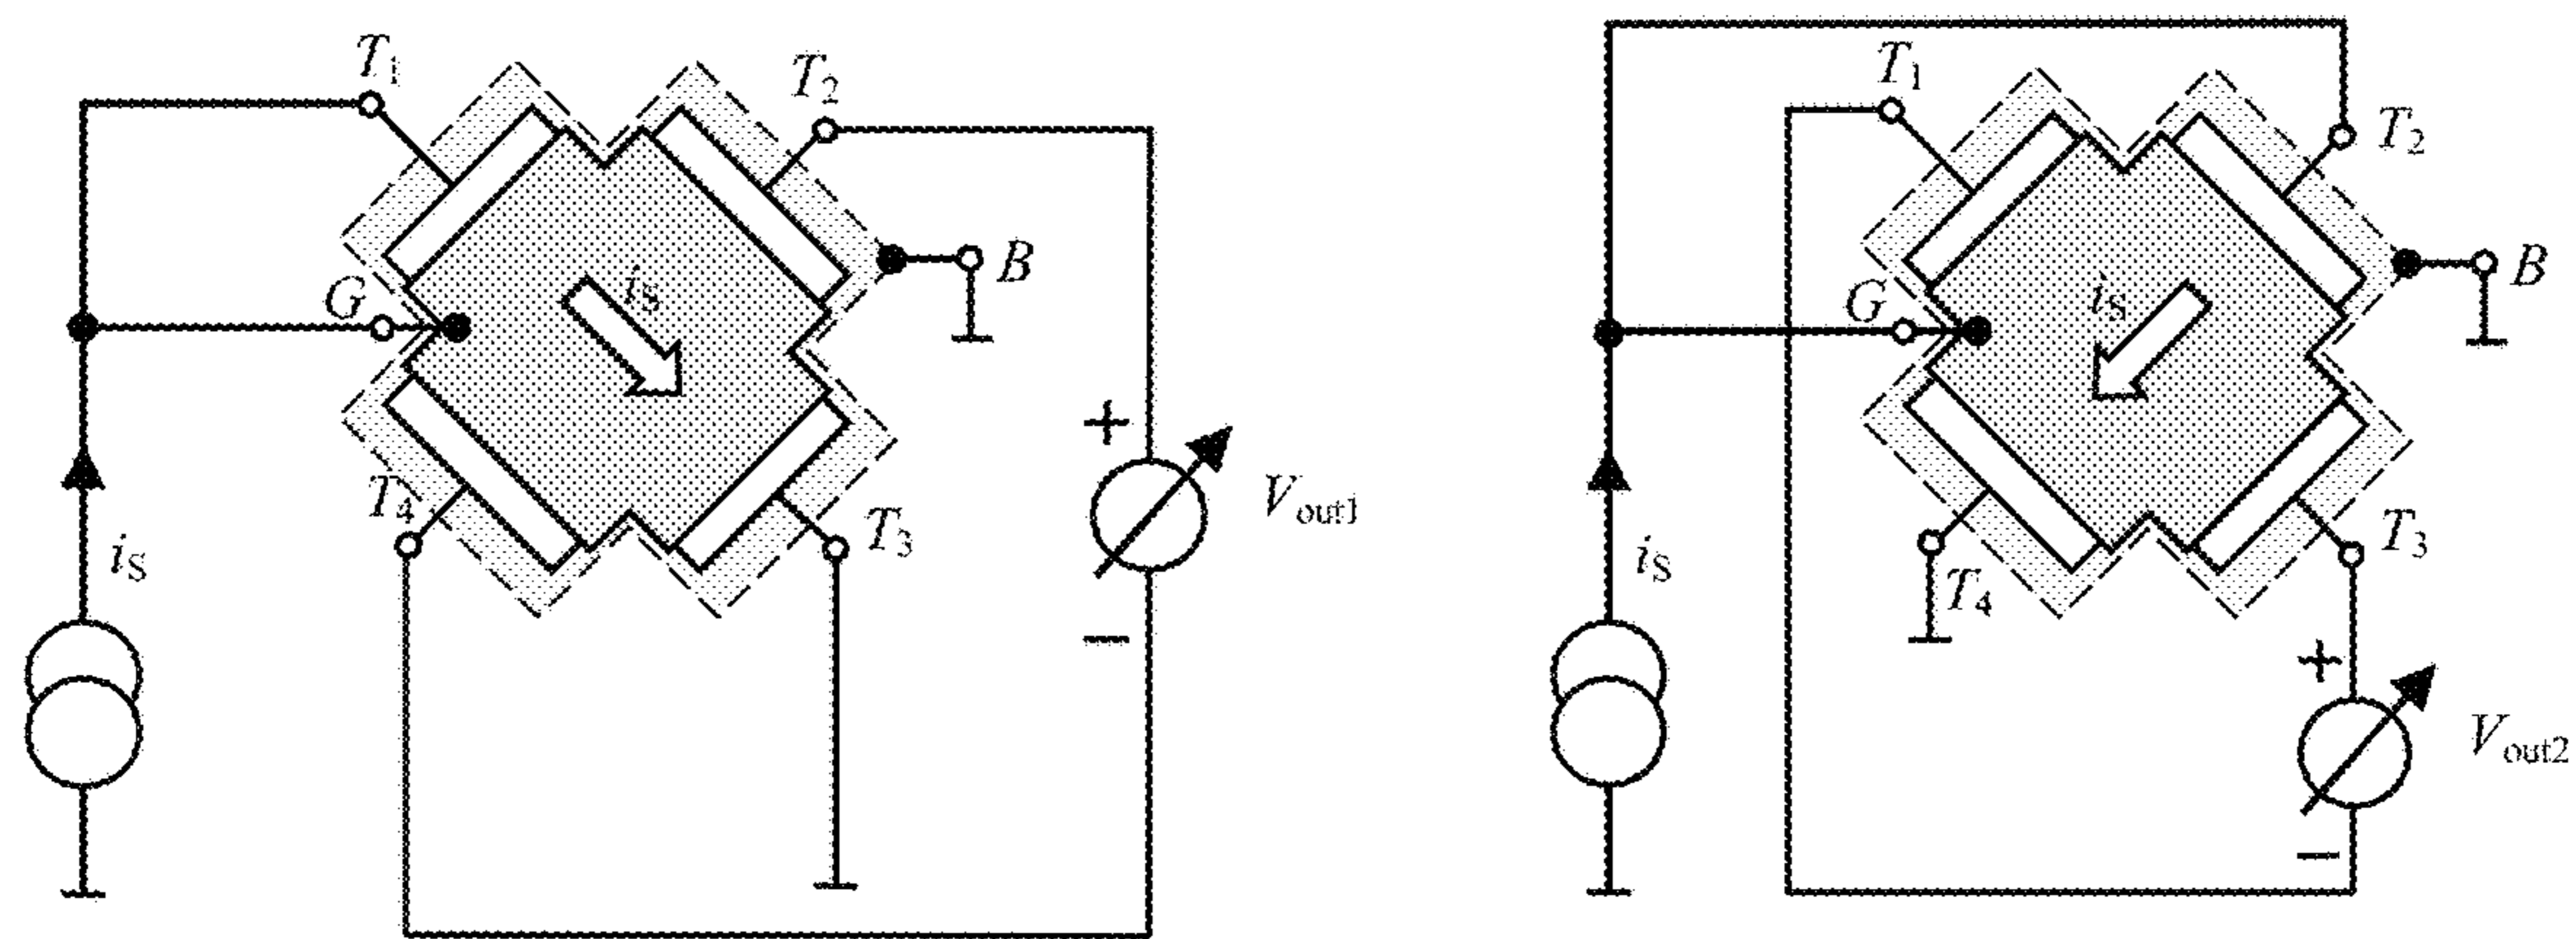 T1
T2
B
G
iS
T4
T3
+
Vout1
iS
−
T1
T2
B
G
iS
iS
T3
T4
+
Vout2
−